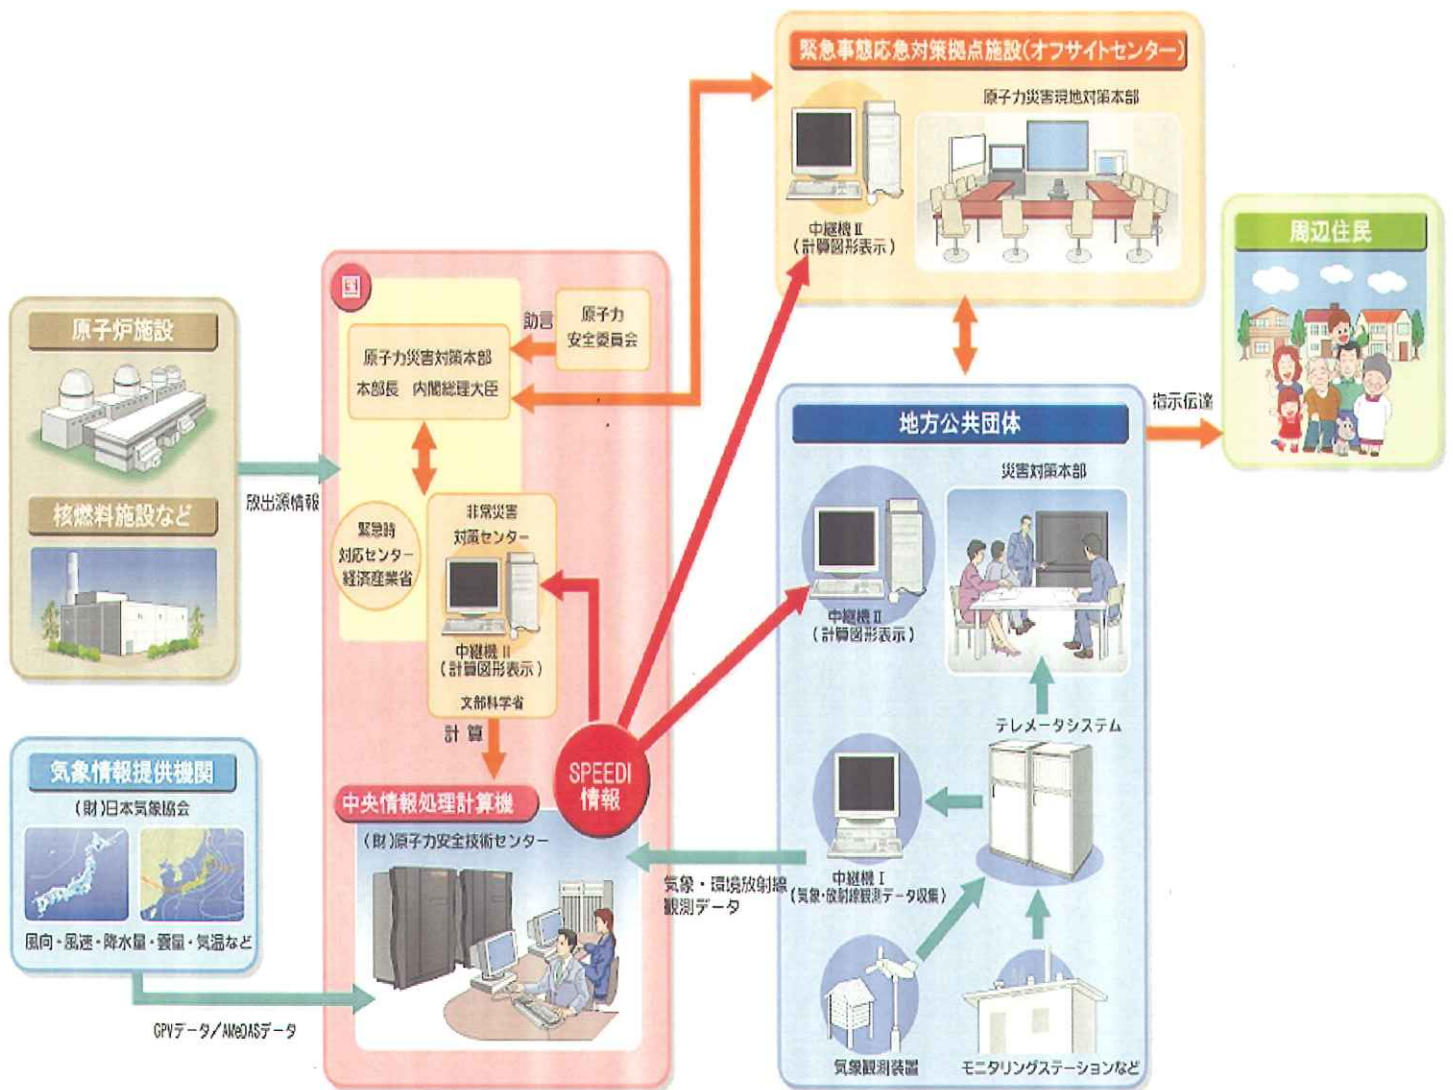 緊急事態応急対策拠点施設(オフサイトセンター)
原子力災害現地対策本部
中継機Ⅱ
(計算図形表示)
周辺住民
国
原子炉施設
核燃料施設など
放出源情報
原子力災害対策本部
本部長 内閣総理大臣
助言
原子力
安全委員会
緊急時
対応センター
経済産業省
非常災害
対策センター
中継機Ⅱ
(計算図形表示)
文部科学省
計算
SPEEDI
情報
中央情報処理計算機
(財)原子力安全技術センター
気象情報提供機関
(財)日本気象協会
風向・風速・降水量・雲量・気温など
GPVデータ/AMeDASデータ
地方公共団体
指示伝達
災害対策本部
中継機Ⅱ
(計算図形表示)
テレメータシステム
中継機Ⅰ
(気象・放射線観測データ収集)
気象・環境放射線
観測データ
気象観測装置
モニタリングステーションなど